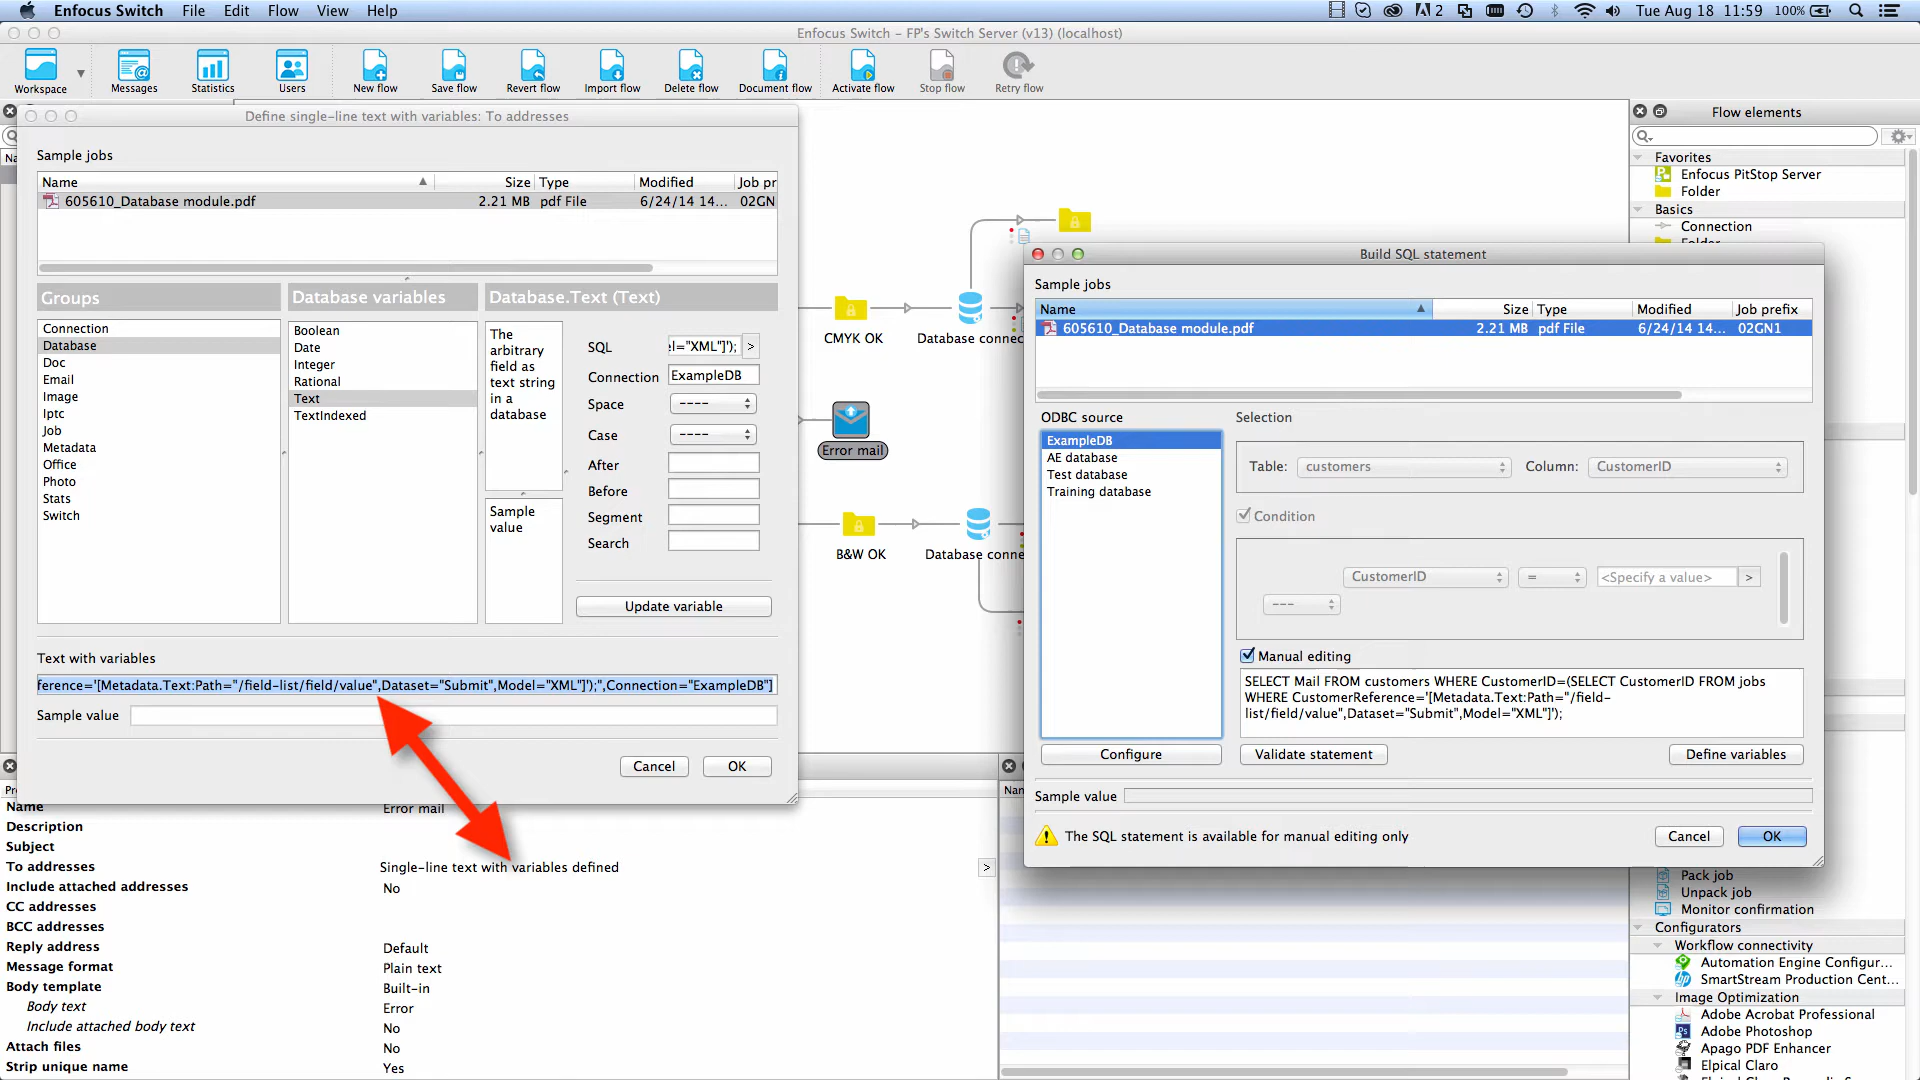 Enfocus Switch File Edit Flow View Help
2 Tue Aug 18 11:59 100%
Enfocus Switch – FP's Switch Server (v13) (localhost)
Workspace Messages Statistics Users New flow Save flow Revert flow Import flow Delete flow Document flow Activate flow Stop flow Retry flow
Define single-line text with variables: To addresses
Sample jobs
Name Size Type Modified Job pr
605610_Database module.pdf 2.21 MB pdf File 6/24/14 14... 02GN
Groups
Connection
Database
Doc
Email
Image
Iptc
Job
Metadata
Office
Photo
Stats
Switch
Database variables
Boolean
Date
Integer
Rational
Text
TextIndexed
Database.Text (Text)
The
arbitrary
field as
text string
in a
database
Sample
value
SQL el="XML"]'); >
Connection ExampleDB
Space ----
Case ----
After
Before
Segment
Search
Update variable
Text with variables
ference='[Metadata.Text:Path="/field-list/field/value",Dataset="Submit",Model="XML"]');",Connection="ExampleDB"]
Sample value
Cancel OK
CMYK OK
Database conne
Error mail
B&W OK
Database conne
Name Error mail
Description
Subject
To addresses Single-line text with variables defined >
Include attached addresses No
CC addresses
BCC addresses
Reply address Default
Message format Plain text
Body template Built-in
Body text Error
Include attached body text No
Attach files No
Strip unique name Yes
Nam
Build SQL statement
Sample jobs
Name Size Type Modified Job prefix
605610_Database module.pdf 2.21 MB pdf File 6/24/14 14... 02GN1
ODBC source
ExampleDB
AE database
Test database
Training database
Configure
Selection
Table: customers Column: CustomerID
Condition
CustomerID = <Specify a value> >
---
Manual editing
SELECT Mail FROM customers WHERE CustomerID=(SELECT CustomerID FROM jobs
WHERE CustomerReference='[Metadata.Text:Path="/field-
list/field/value",Dataset="Submit",Model="XML"]');
Validate statement Define variables
Sample value
The SQL statement is available for manual editing only
Cancel OK
Flow elements
Favorites
Enfocus PitStop Server
Folder
Basics
Connection
Folder
Pack job
Unpack job
Monitor confirmation
Configurators
Workflow connectivity
Automation Engine Configur...
SmartStream Production Cent...
Image Optimization
Adobe Acrobat Professional
Adobe Photoshop
Apago PDF Enhancer
Elpical Claro